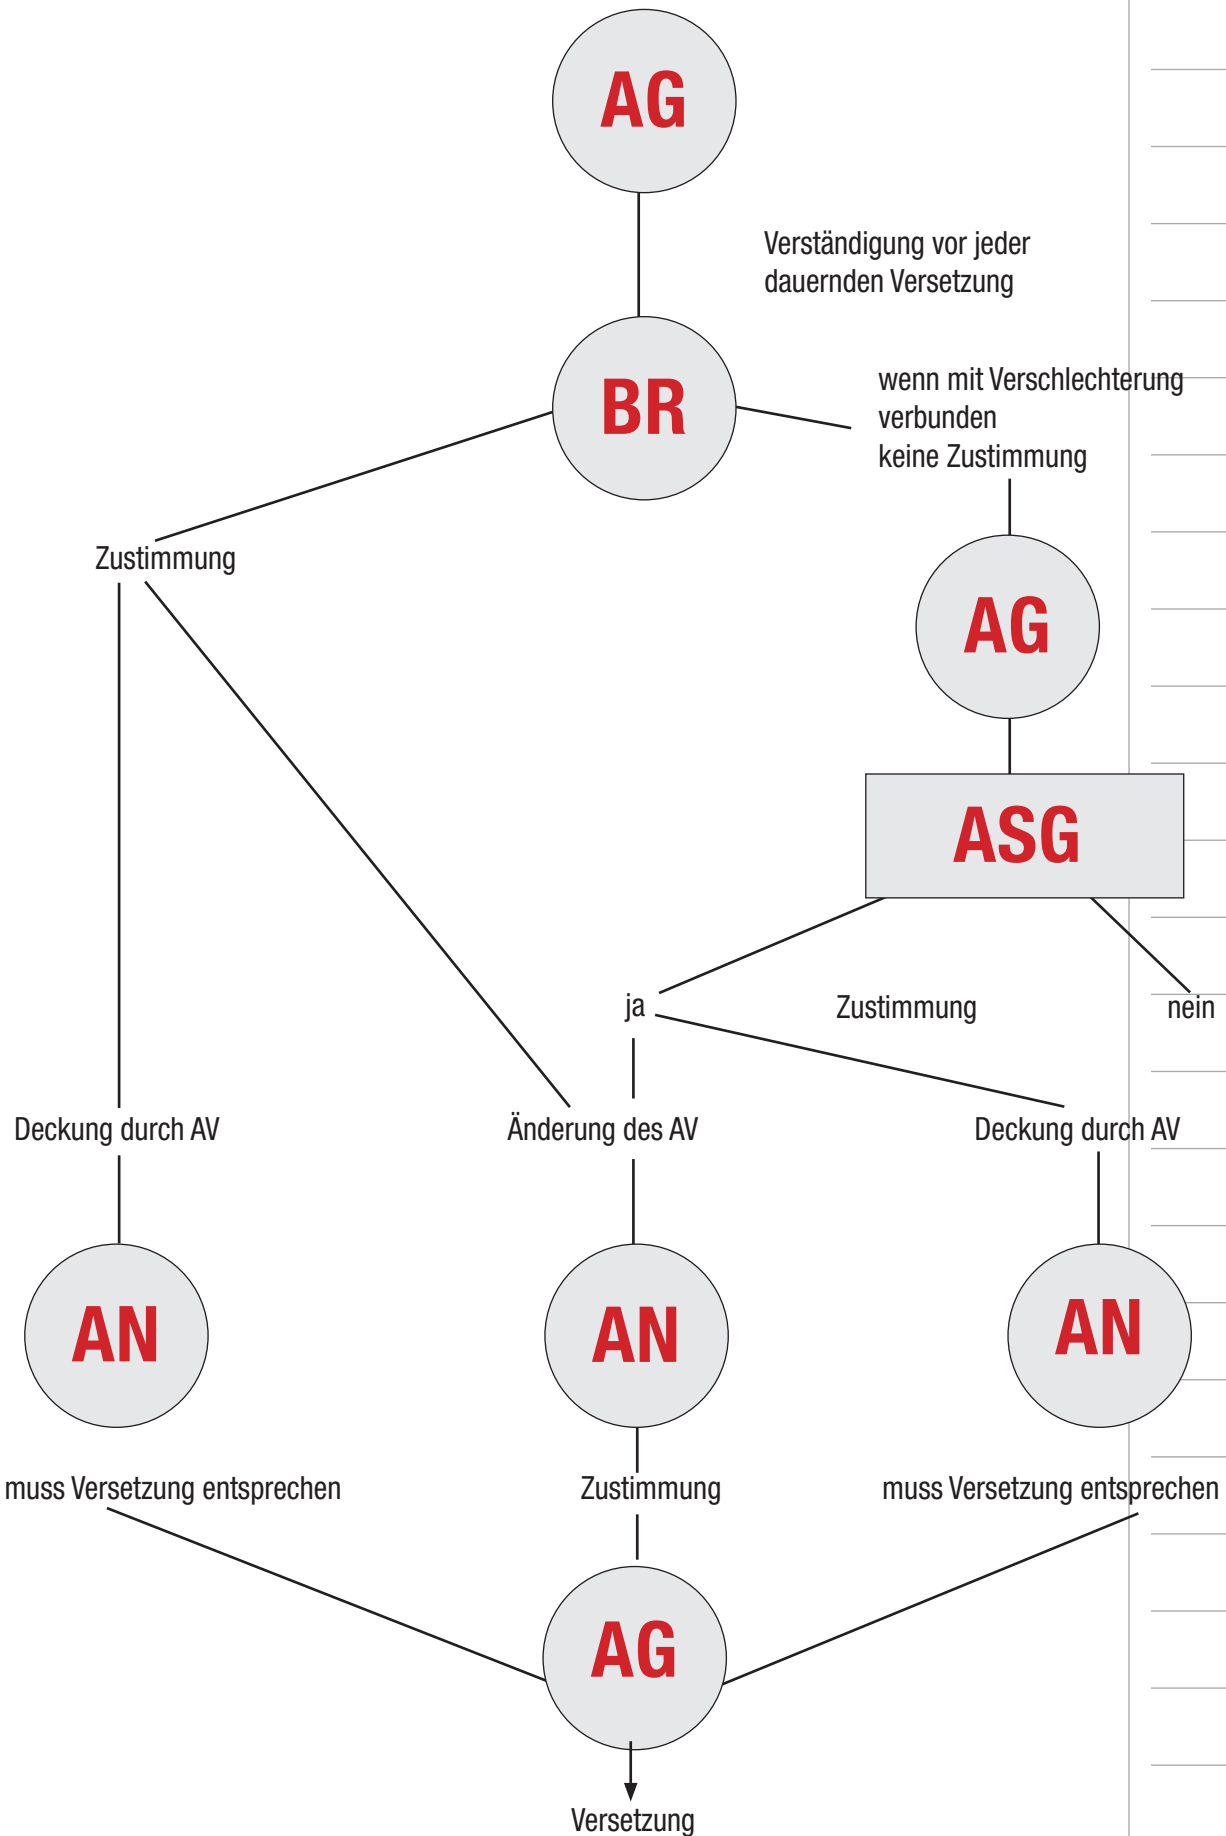 AG
Verständigung vor jeder
dauernden Versetzung
BR
wenn mit Verschlechterung
verbunden
keine Zustimmung
Zustimmung
AG
ASG
ja
Zustimmung
nein
Deckung durch AV
Änderung des AV
Deckung durch AV
AN
AN
AN
muss Versetzung entsprechen
Zustimmung
muss Versetzung entsprechen
AG
Versetzung